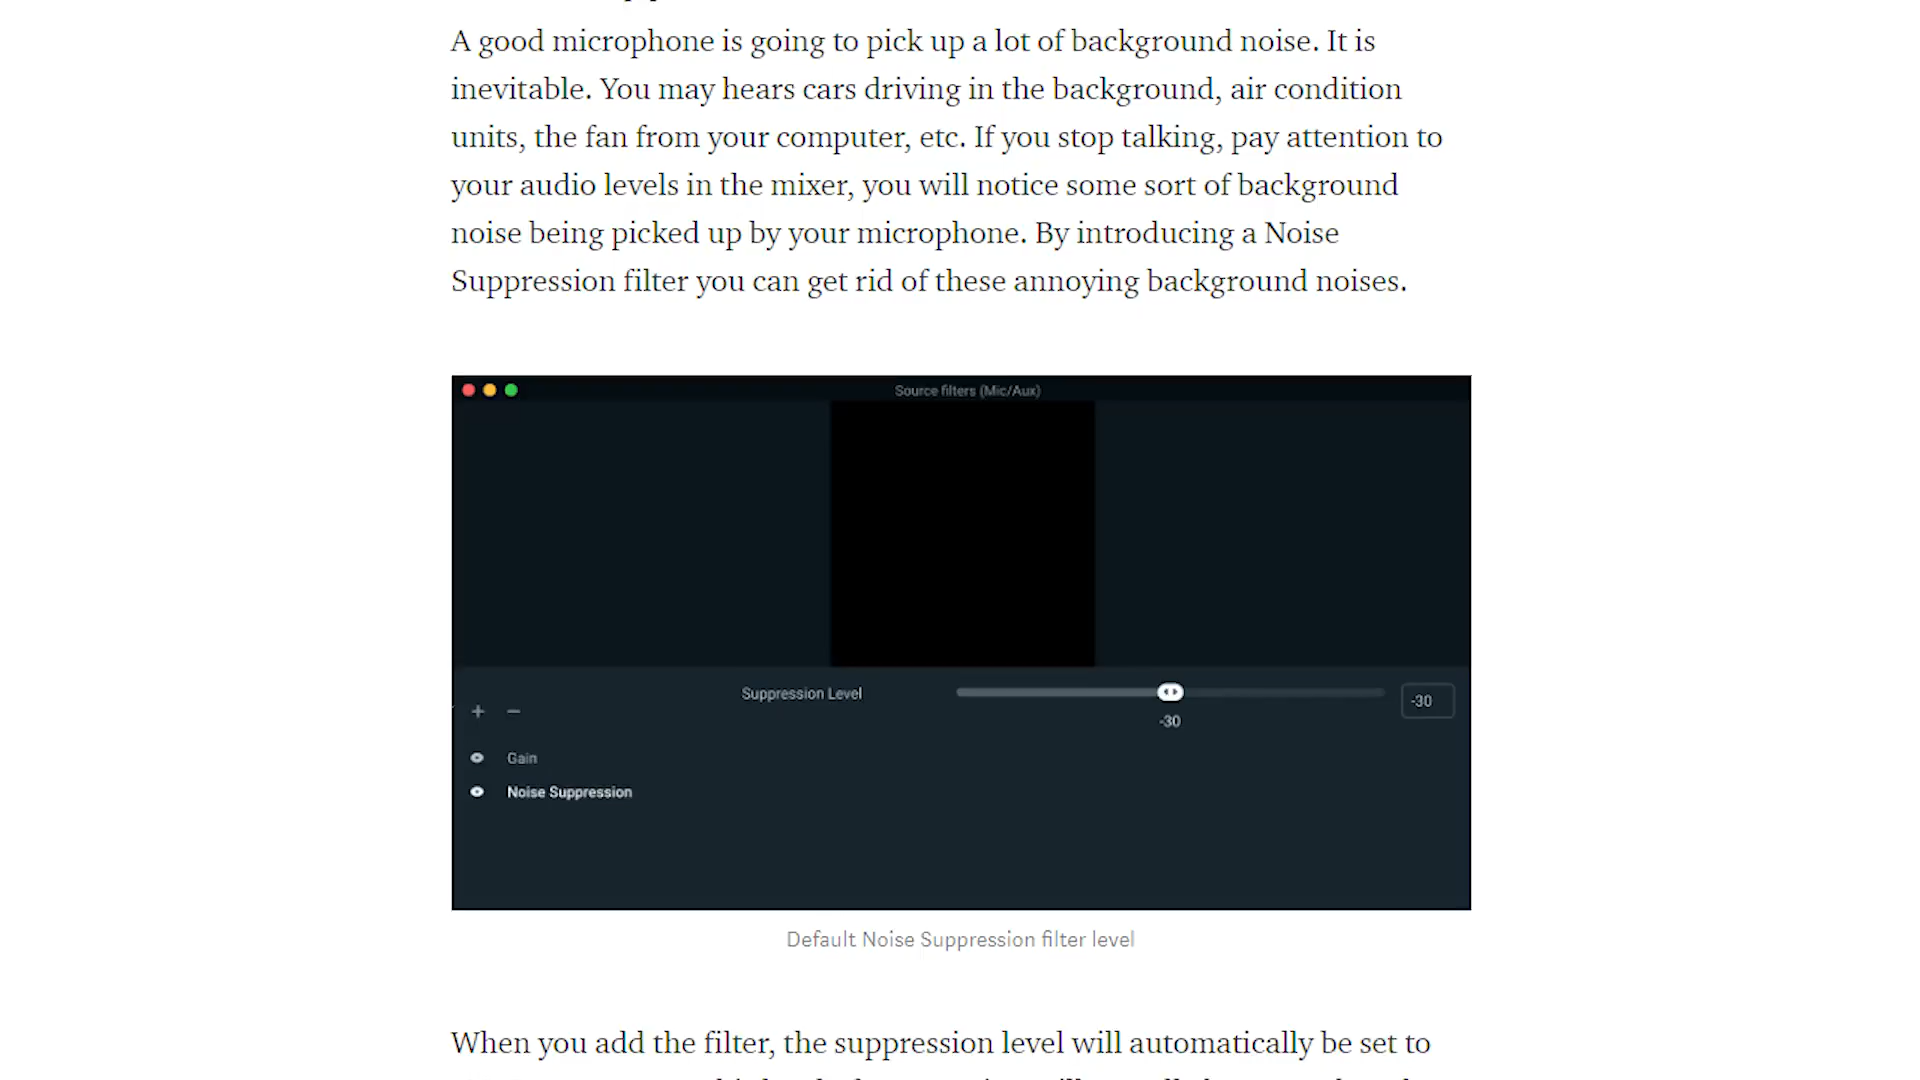 A good microphone is going to pick up a lot of background noise. It is
inevitable. You may hears cars driving in the background, air condition
units, the fan from your computer, etc. If you stop talking, pay attention to
your audio levels in the mixer, you will notice some sort of background
noise being picked up by your microphone. By introducing a Noise
Suppression filter you can get rid of these annoying background noises.
Source filters (Mic/Aux)
Suppression Level
-30
-30
Gain
Noise Suppression
Default Noise Suppression filter level
When you add the filter, the suppression level will automatically be set to